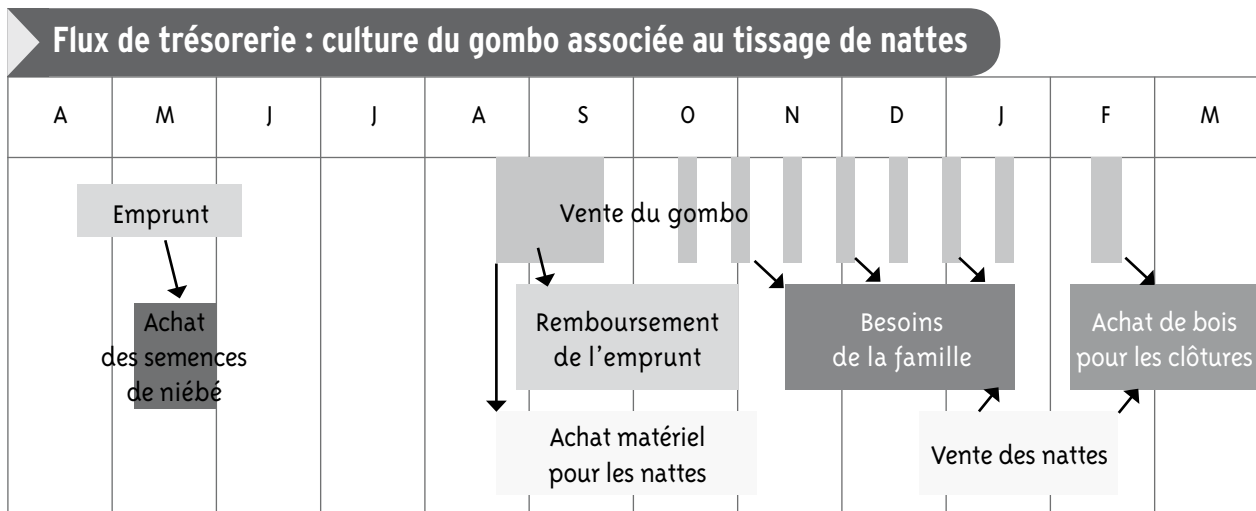 Flux de trésorerie : culture du gombo associée au tissage de nattes
A M J J A S O N D J F M
Emprunt
Vente du gombo
Achat
des semences
de niébé
Remboursement
de l’emprunt
Besoins
de la famille
Achat de bois
pour les clôtures
Achat matériel
pour les nattes
Vente des nattes